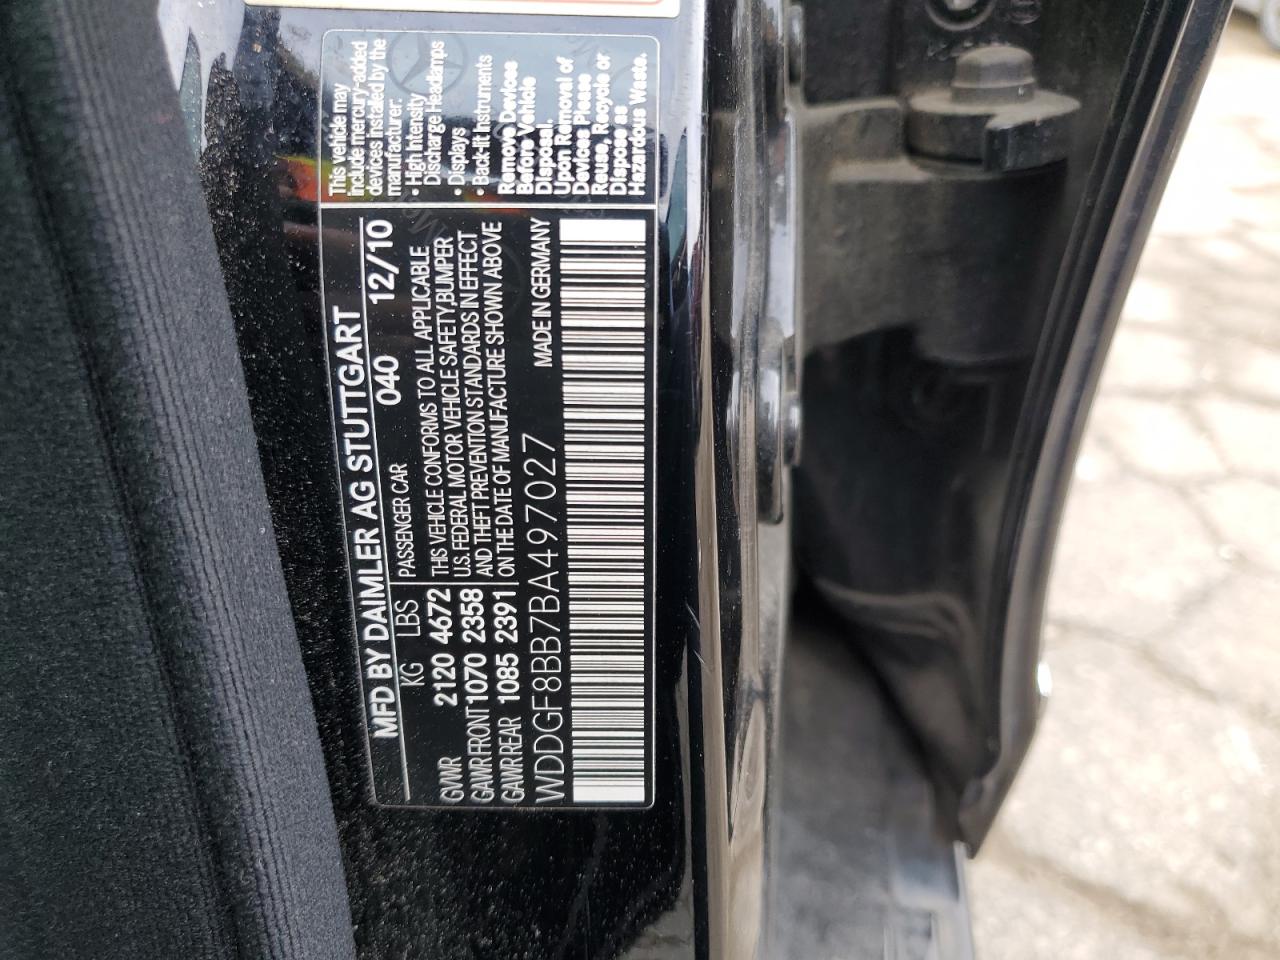 This vehicle may
include mercury-added
devices installed by the
manufacturer:
• High Intensity
Discharge Headlamps
• Displays
• Back-lit Instruments
Remove Devices
Before Vehicle
Disposal.
Upon Removal of
Devices Please
Reuse, Recycle or
Dispose as
Hazardous Waste.
MFD BY DAIMLER AG STUTTGART
040 12/10
KG LBS PASSENGER CAR
GVWR 2120 4672
GAWR FRONT 1070 2358
GAWR REAR 1085 2391
THIS VEHICLE CONFORMS TO ALL APPLICABLE
U.S. FEDERAL MOTOR VEHICLE SAFETY, BUMPER
AND THEFT PREVENTION STANDARDS IN EFFECT
ON THE DATE OF MANUFACTURE SHOWN ABOVE
WDDGF8BB7BA497027 MADE IN GERMANY